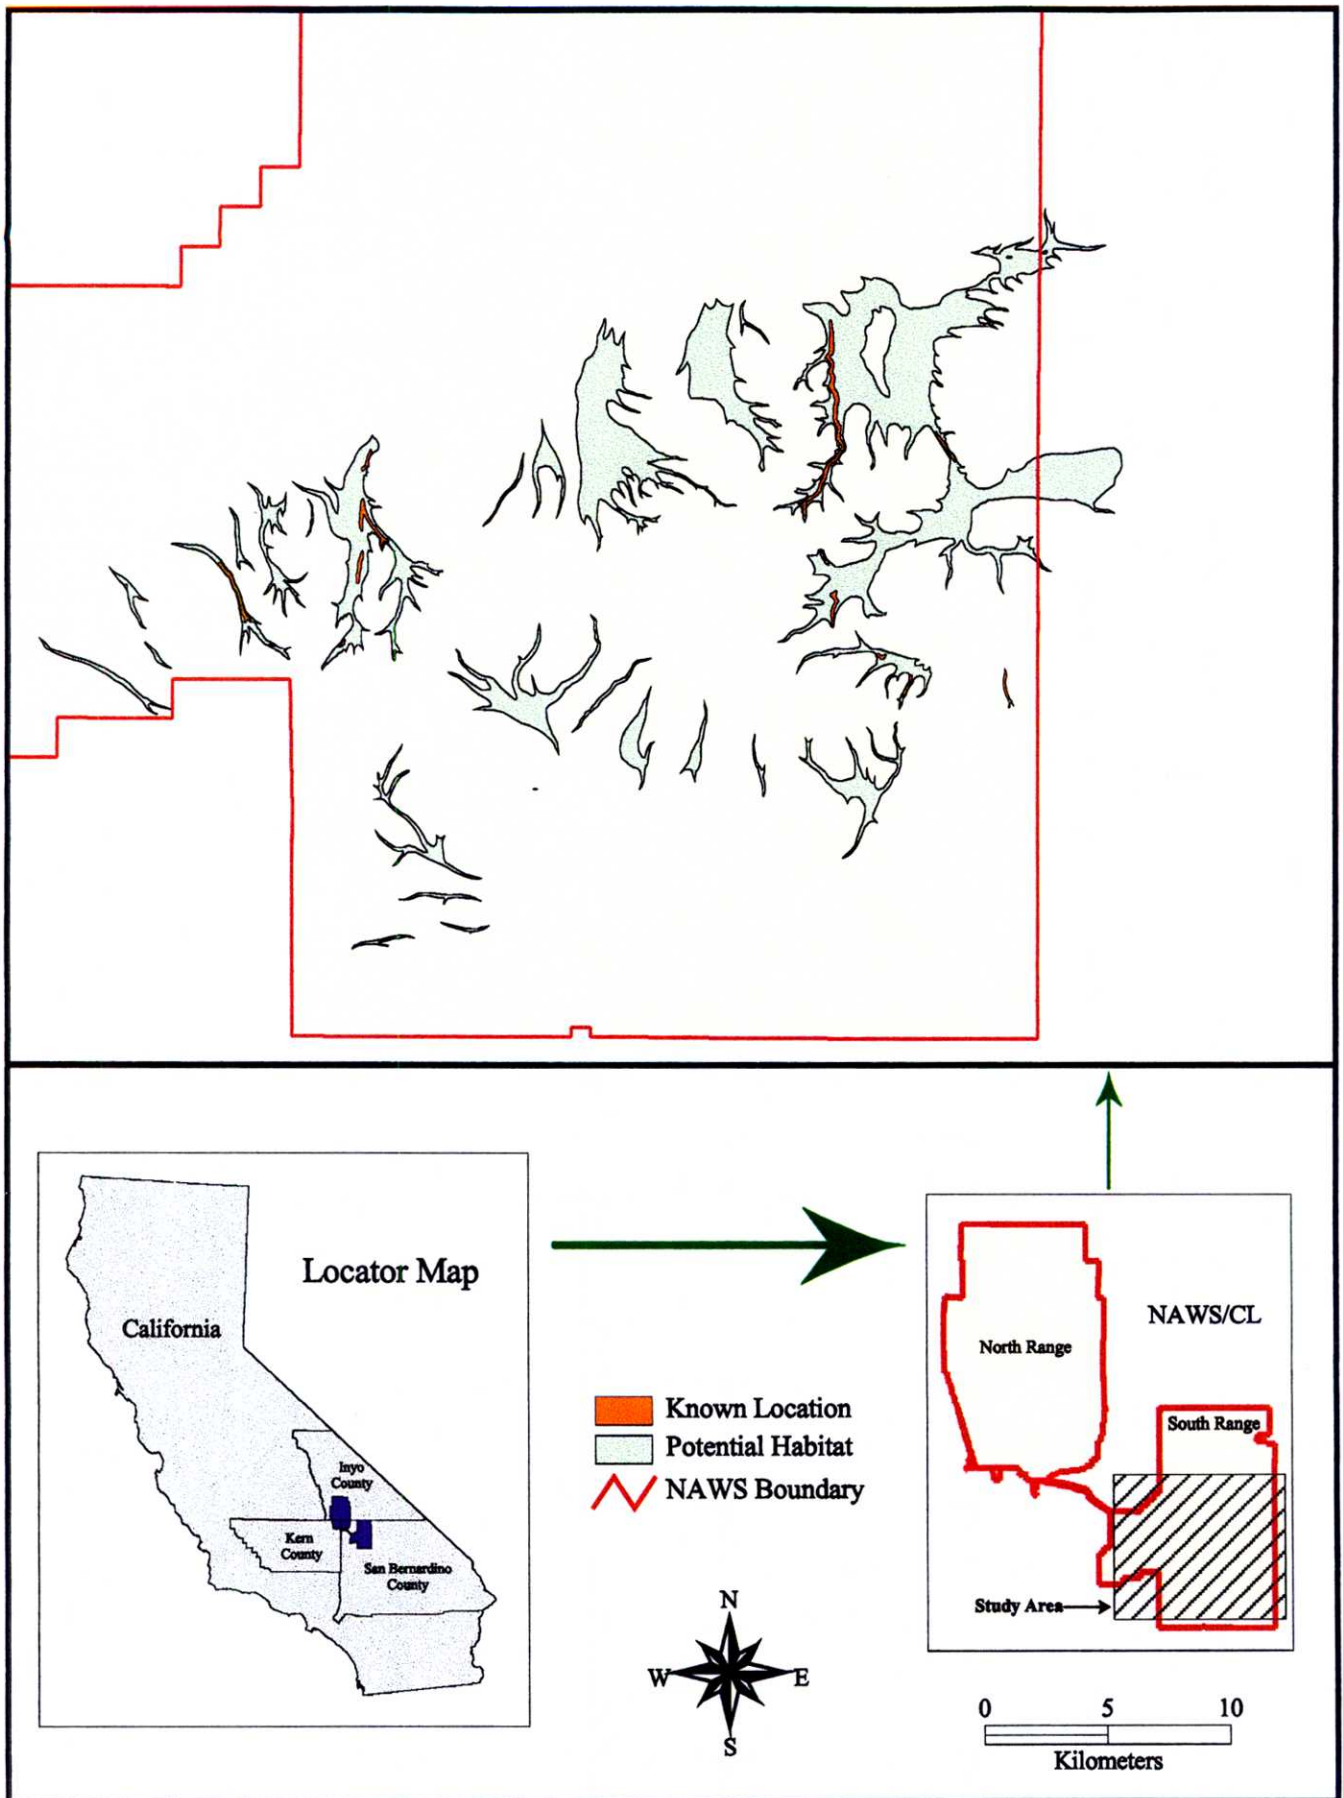 Locator Map
California
Inyo
County
Kern
County
San Bernardino
County
Known Location
Potential Habitat
NAWS Boundary
N
W
E
S
NAWS/CL
North Range
South Range
Study Area
0 5 10
Kilometers